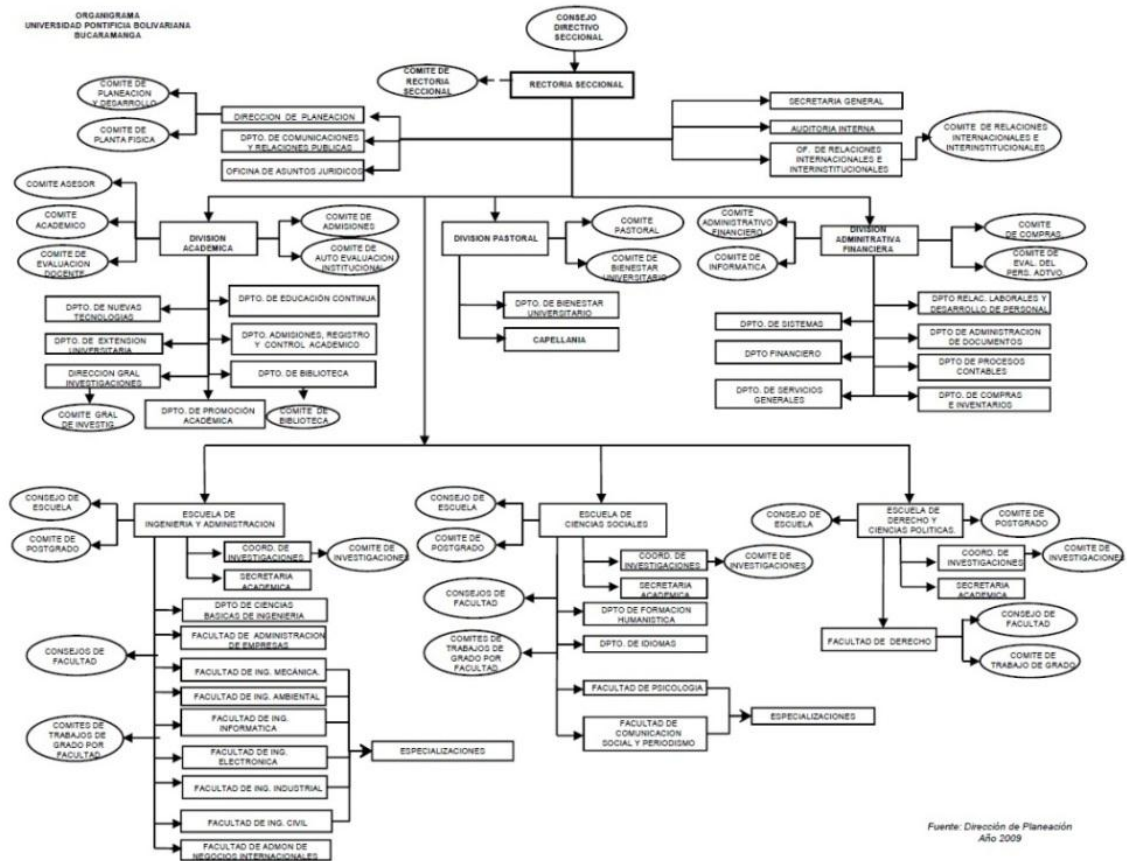 ORGANIGRAMA
UNIVERSIDAD PONTIFICIA BOLIVARIANA
BUCARAMANGA
CONSEJO
DIRECTIVO
SECCIONAL
COMITE DE
RECTORIA
SECCIONAL
RECTORIA SECCIONAL
COMITE DE
PLANEACION
Y DESARROLLO
COMITE DE
PLANTA FISICA
DIRECCION DE PLANEACION
DPTO. DE COMUNICACIONES
Y RELACIONES PUBLICAS
OFICINA DE ASUNTOS JURIDICOS
SECRETARIA GENERAL
AUDITORIA INTERNA
OF. DE RELACIONES
INTERNACIONALES E
INTERINSTITUCIONALES
COMITE DE RELACIONES
INTERNACIONALES E
INTERINSTITUCIONALES
COMITE ASESOR
COMITE
ACADEMICO
COMITE DE
EVALUACION
DOCENTE
DIVISION
ACADEMICA
COMITE DE
ADMISIONES
COMITE DE
AUTO EVALUACION
INSTITUCIONAL
DIVISION PASTORAL
COMITE
PASTORAL
COMITE DE
BIENESTAR
UNIVERSITARIO
COMITE
ADMINISTRATIVO
FINANCIERO
COMITE DE
INFORMATICA
DIVISION
ADMINITRATIVA
FINANCIERA
COMITE
DE COMPRAS
COMITE DE
EVAL. DEL
PERS. ADTVO.
DPTO. DE NUEVAS
TECNOLOGIAS
DPTO. DE EXTENSION
UNIVERSITARIA
DIRECCION GRAL
INVESTIGACIONES
COMITE GRAL
DE INVESTIG.
DPTO. DE EDUCACIÓN CONTINUA
DPTO. ADMISIONES, REGISTRO
Y CONTROL ACADEMICO
DPTO. DE BIBLIOTECA
DPTO. DE PROMOCIÓN
ACADÉMICA
COMITE DE
BIBLIOTECA
DPTO. DE BIENESTAR
UNIVERSITARIO
CAPELLANIA
DPTO. DE SISTEMAS
DPTO FINANCIERO
DPTO. DE SERVICIOS
GENERALES
DPTO RELAC. LABORALES Y
DESARROLLO DE PERSONAL
DPTO DE ADMINISTRACION
DE DOCUMENTOS
DPTO DE PROCESOS
CONTABLES
DPTO. DE COMPRAS
E INVENTARIOS
CONSEJO DE
ESCUELA
COMITE DE
POSTGRADO
ESCUELA DE
INGENIERIA Y
ADMINISTRACION
COORD. DE
INVESTIGACIONES
COMITE DE
INVESTIGACIONES
SECRETARIA
ACADEMICA
DPTO DE CIENCIAS
BASICAS DE INGENIERIA
FACULTAD DE ADMINISTRACION
DE EMPRESAS
CONSEJOS DE
FACULTAD
FACULTAD DE ING. MECÁNICA.
FACULTAD DE ING. AMBIENTAL
FACULTAD DE ING.
INFORMATICA
COMITES DE
TRABAJOS DE
GRADO POR
FACULTAD
FACULTAD DE ING.
ELECTRONICA
FACULTAD DE ING. INDUSTRIAL
FACULTAD DE ING. CIVIL
FACULTAD DE ADMON DE
NEGOCIOS INTERNACIONALES
ESPECIALIZACIONES
CONSEJO DE
ESCUELA
COMITE DE
POSTGRADO
ESCUELA DE
CIENCIAS SOCIALES
COORD. DE
INVESTIGACIONES
COMITE DE
INVESTIGACIONES
SECRETARIA
ACADEMICA
CONSEJOS DE
FACULTAD
DPTO DE FORMACION
HUMANISTICA
COMITES DE
TRABAJOS DE
GRADO POR
FACULTAD
DPTO. DE IDIOMAS
FACULTAD DE PSICOLOGIA
FACULTAD DE
COMUNICACION
SOCIAL Y PERIODISMO
ESPECIALIZACIONES
CONSEJO DE
ESCUELA
ESCUELA DE
DERECHO Y
CIENCIAS POLITICAS.
COMITE DE
POSTGRADO
COORD. DE
INVESTIGACIONES
COMITE DE
INVESTIGACIONES
SECRETARIA
ACADEMICA
FACULTAD DE DERECHO
CONSEJO DE
FACULTAD
COMITE DE
TRABAJO DE GRADO
Fuente: Dirección de Planeación
Año 2009